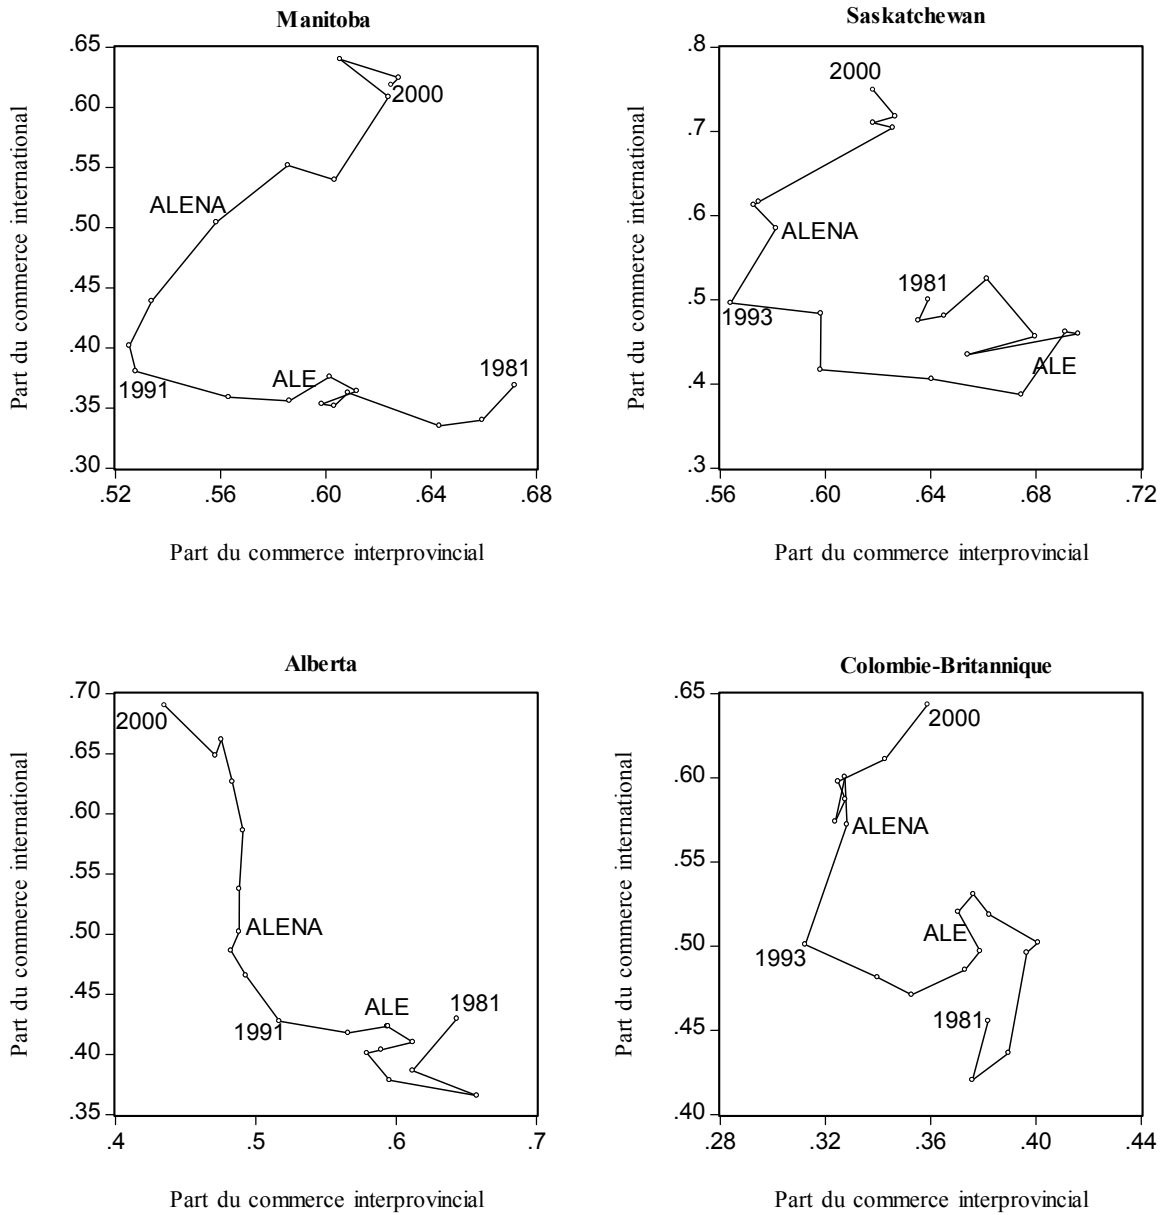 Manitoba
Part du commerce international
.65
.60
.55
.50
.45
.40
.35
.30
2000
ALENA
1991
ALE
1981
.52
.56
.60
.64
.68
Part du commerce interprovincial
Saskatchewan
Part du commerce international
.8
.7
.6
.5
.4
.3
2000
ALENA
1981
1993
ALE
.56
.60
.64
.68
.72
Part du commerce interprovincial
Alberta
Part du commerce international
.70
.65
.60
.55
.50
.45
.40
.35
2000
ALENA
1991
ALE
1981
.4
.5
.6
.7
Part du commerce interprovincial
Colombie-Britannique
Part du commerce international
.65
.60
.55
.50
.45
.40
2000
ALENA
ALE
1993
1981
.28
.32
.36
.40
.44
Part du commerce interprovincial